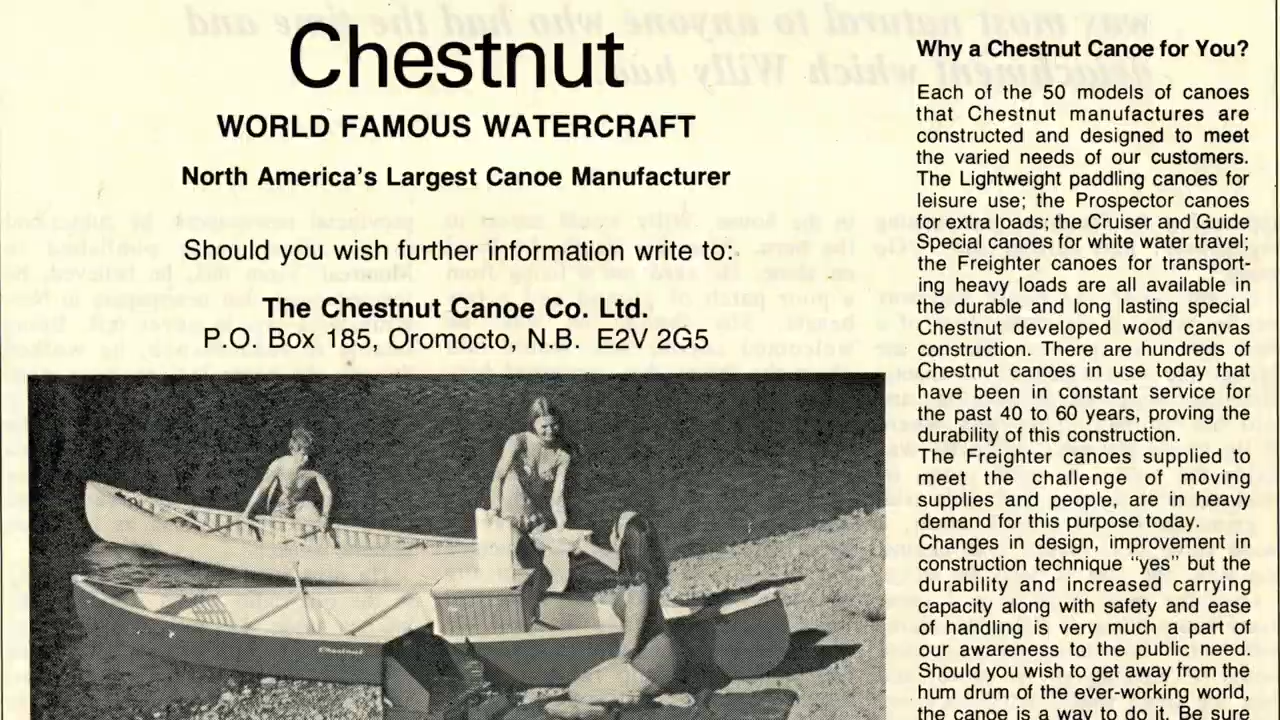 Chestnut
WORLD FAMOUS WATERCRAFT
North America's Largest Canoe Manufacturer
Should you wish further information write to:
The Chestnut Canoe Co. Ltd.
P.O. Box 185, Oromocto, N.B. E2V 2G5
Chestnut
Why a Chestnut Canoe for You?
Each of the 50 models of canoes
that Chestnut manufactures are
constructed and designed to meet
the varied needs of our customers.
The Lightweight paddling canoes for
leisure use; the Prospector canoes
for extra loads; the Cruiser and Guide
Special canoes for white water travel;
the Freighter canoes for transport-
ing heavy loads are all available in
the durable and long lasting special
Chestnut developed wood canvas
construction. There are hundreds of
Chestnut canoes in use today that
have been in constant service for
the past 40 to 60 years, proving the
durability of this construction.
The Freighter canoes supplied to
meet the challenge of moving
supplies and people, are in heavy
demand for this purpose today.
Changes in design, improvement in
construction technique "yes" but the
durability and increased carrying
capacity along with safety and ease
of handling is very much a part of
our awareness to the public need.
Should you wish to get away from the
hum drum of the ever-working world,
the canoe is a way to do it. Be sure